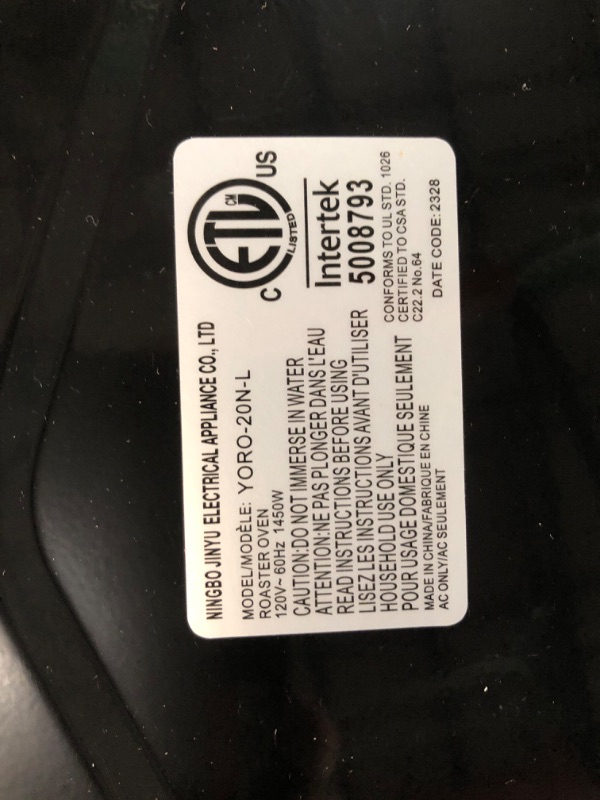 NINGBO JINYU ELECTRICAL APPLIANCE CO., LTD
MODEL/MODÈLE: YORO-20N-L
ROASTER OVEN
120V~ 60Hz 1450W
CAUTION:DO NOT IMMERSE IN WATER
ATTENTION:NE PAS PLONGER DANS L'EAU
READ INSTRUCTIONS BEFORE USING
LISEZ LES INSTRUCTIONS AVANT D'UTILISER
HOUSEHOLD USE ONLY
POUR USAGE DOMESTIQUE SEULEMENT
MADE IN CHINA/FABRIQUE EN CHINE
AC ONLY/AC SEULEMENT
C ETL CM US
LISTED
Intertek
5008793
CONFORMS TO UL STD. 1026
CERTIFIED TO CSA STD.
C22.2 No.64
DATE CODE: 2328